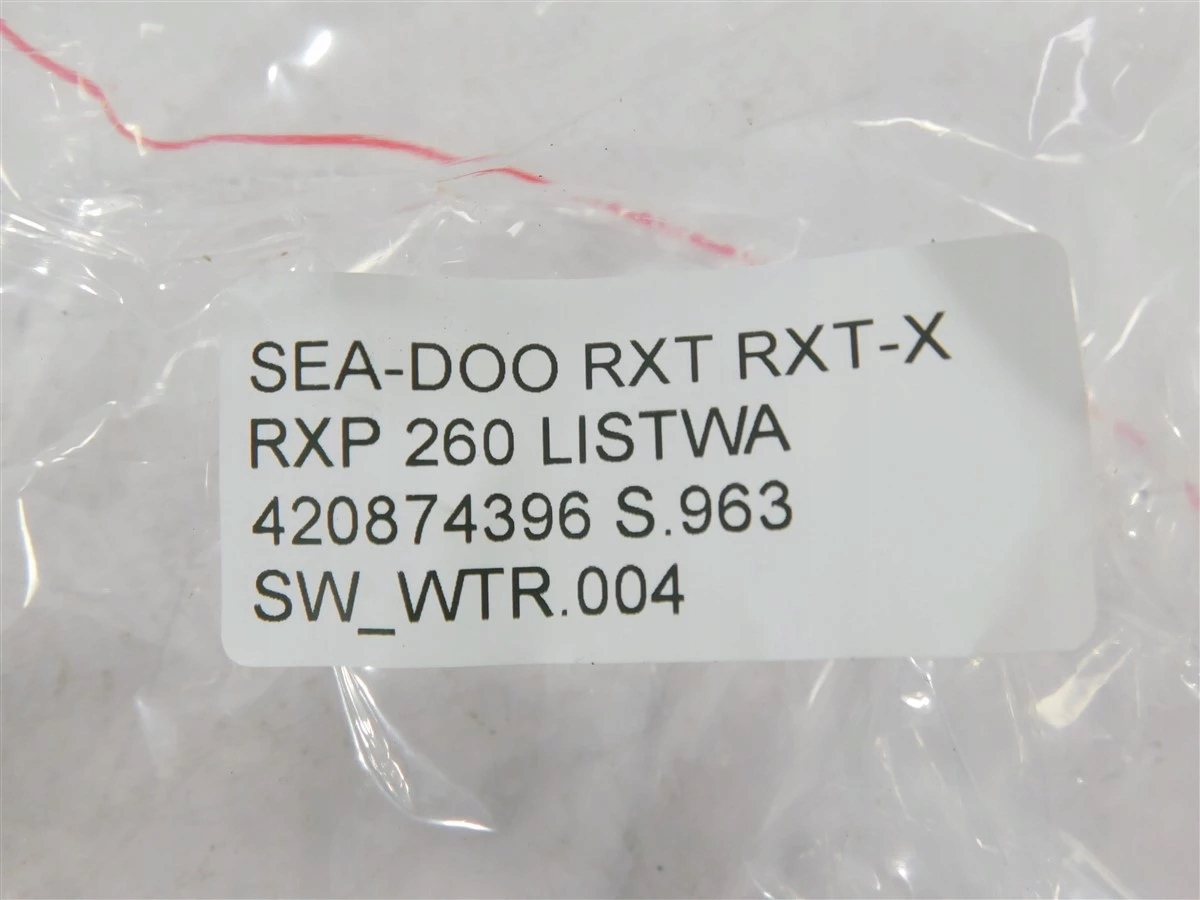 SEA-DOO RXT RXT-X
RXP 260 LISTWA
420874396 S.963
SW_WTR.004